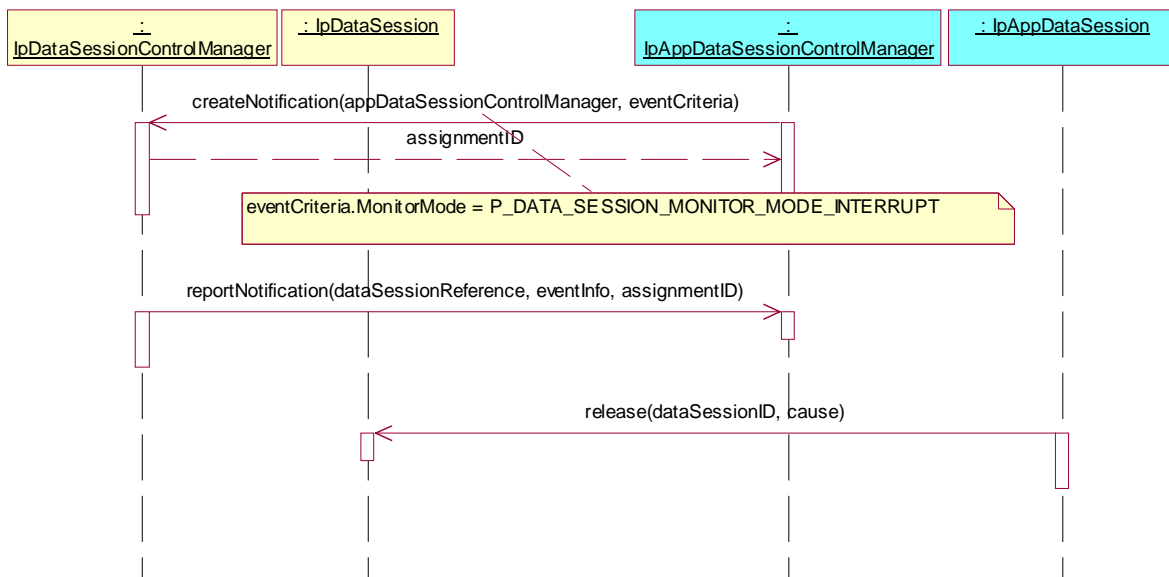 :
IpDataSessionControlManager
: IpDataSession
:
IpAppDataSessionControlManager
: IpAppDataSession
createNotification(appDataSessionControlManager, eventCriteria)
assignmentID
eventCriteria.MonitorMode = P_DATA_SESSION_MONITOR_MODE_INTERRUPT
reportNotification(dataSessionReference, eventInfo, assignmentID)
release(dataSessionID, cause)